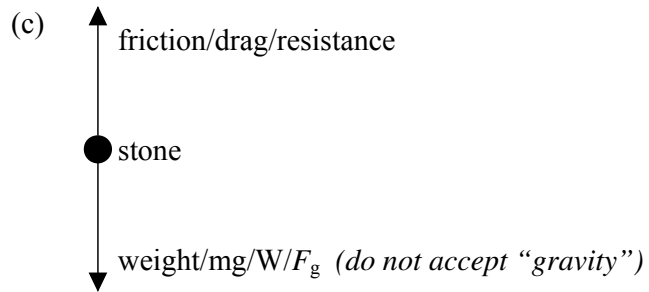 (c)
friction/drag/resistance
stone
weight/mg/W/Fg (do not accept “gravity”)